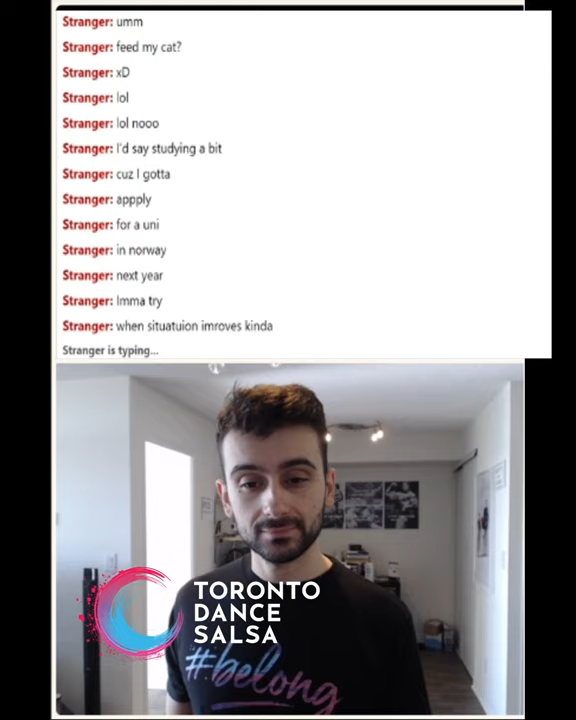 Stranger: umm
Stranger: feed my cat?
Stranger: xD
Stranger: lol
Stranger: lol nooo
Stranger: I'd say studying a bit
Stranger: cuz I gotta
Stranger: appply
Stranger: for a uni
Stranger: in norway
Stranger: next year
Stranger: Imma try
Stranger: when situatuion imroves kinda
Stranger is typing...
TORONTO
DANCE
SALSA
#belong